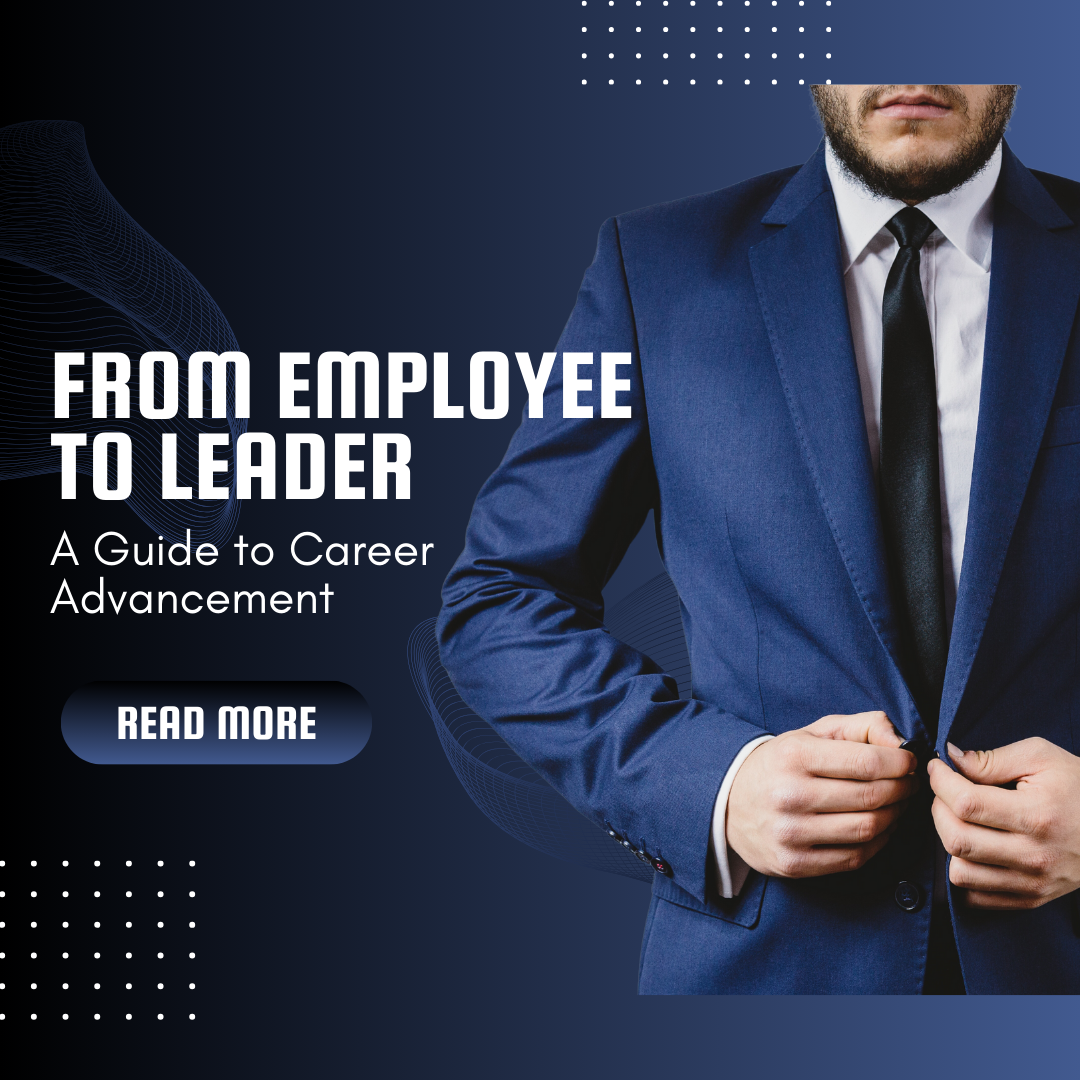 FROM EMPLOYEE
TO LEADER
A Guide to Career
Advancement
READ MORE